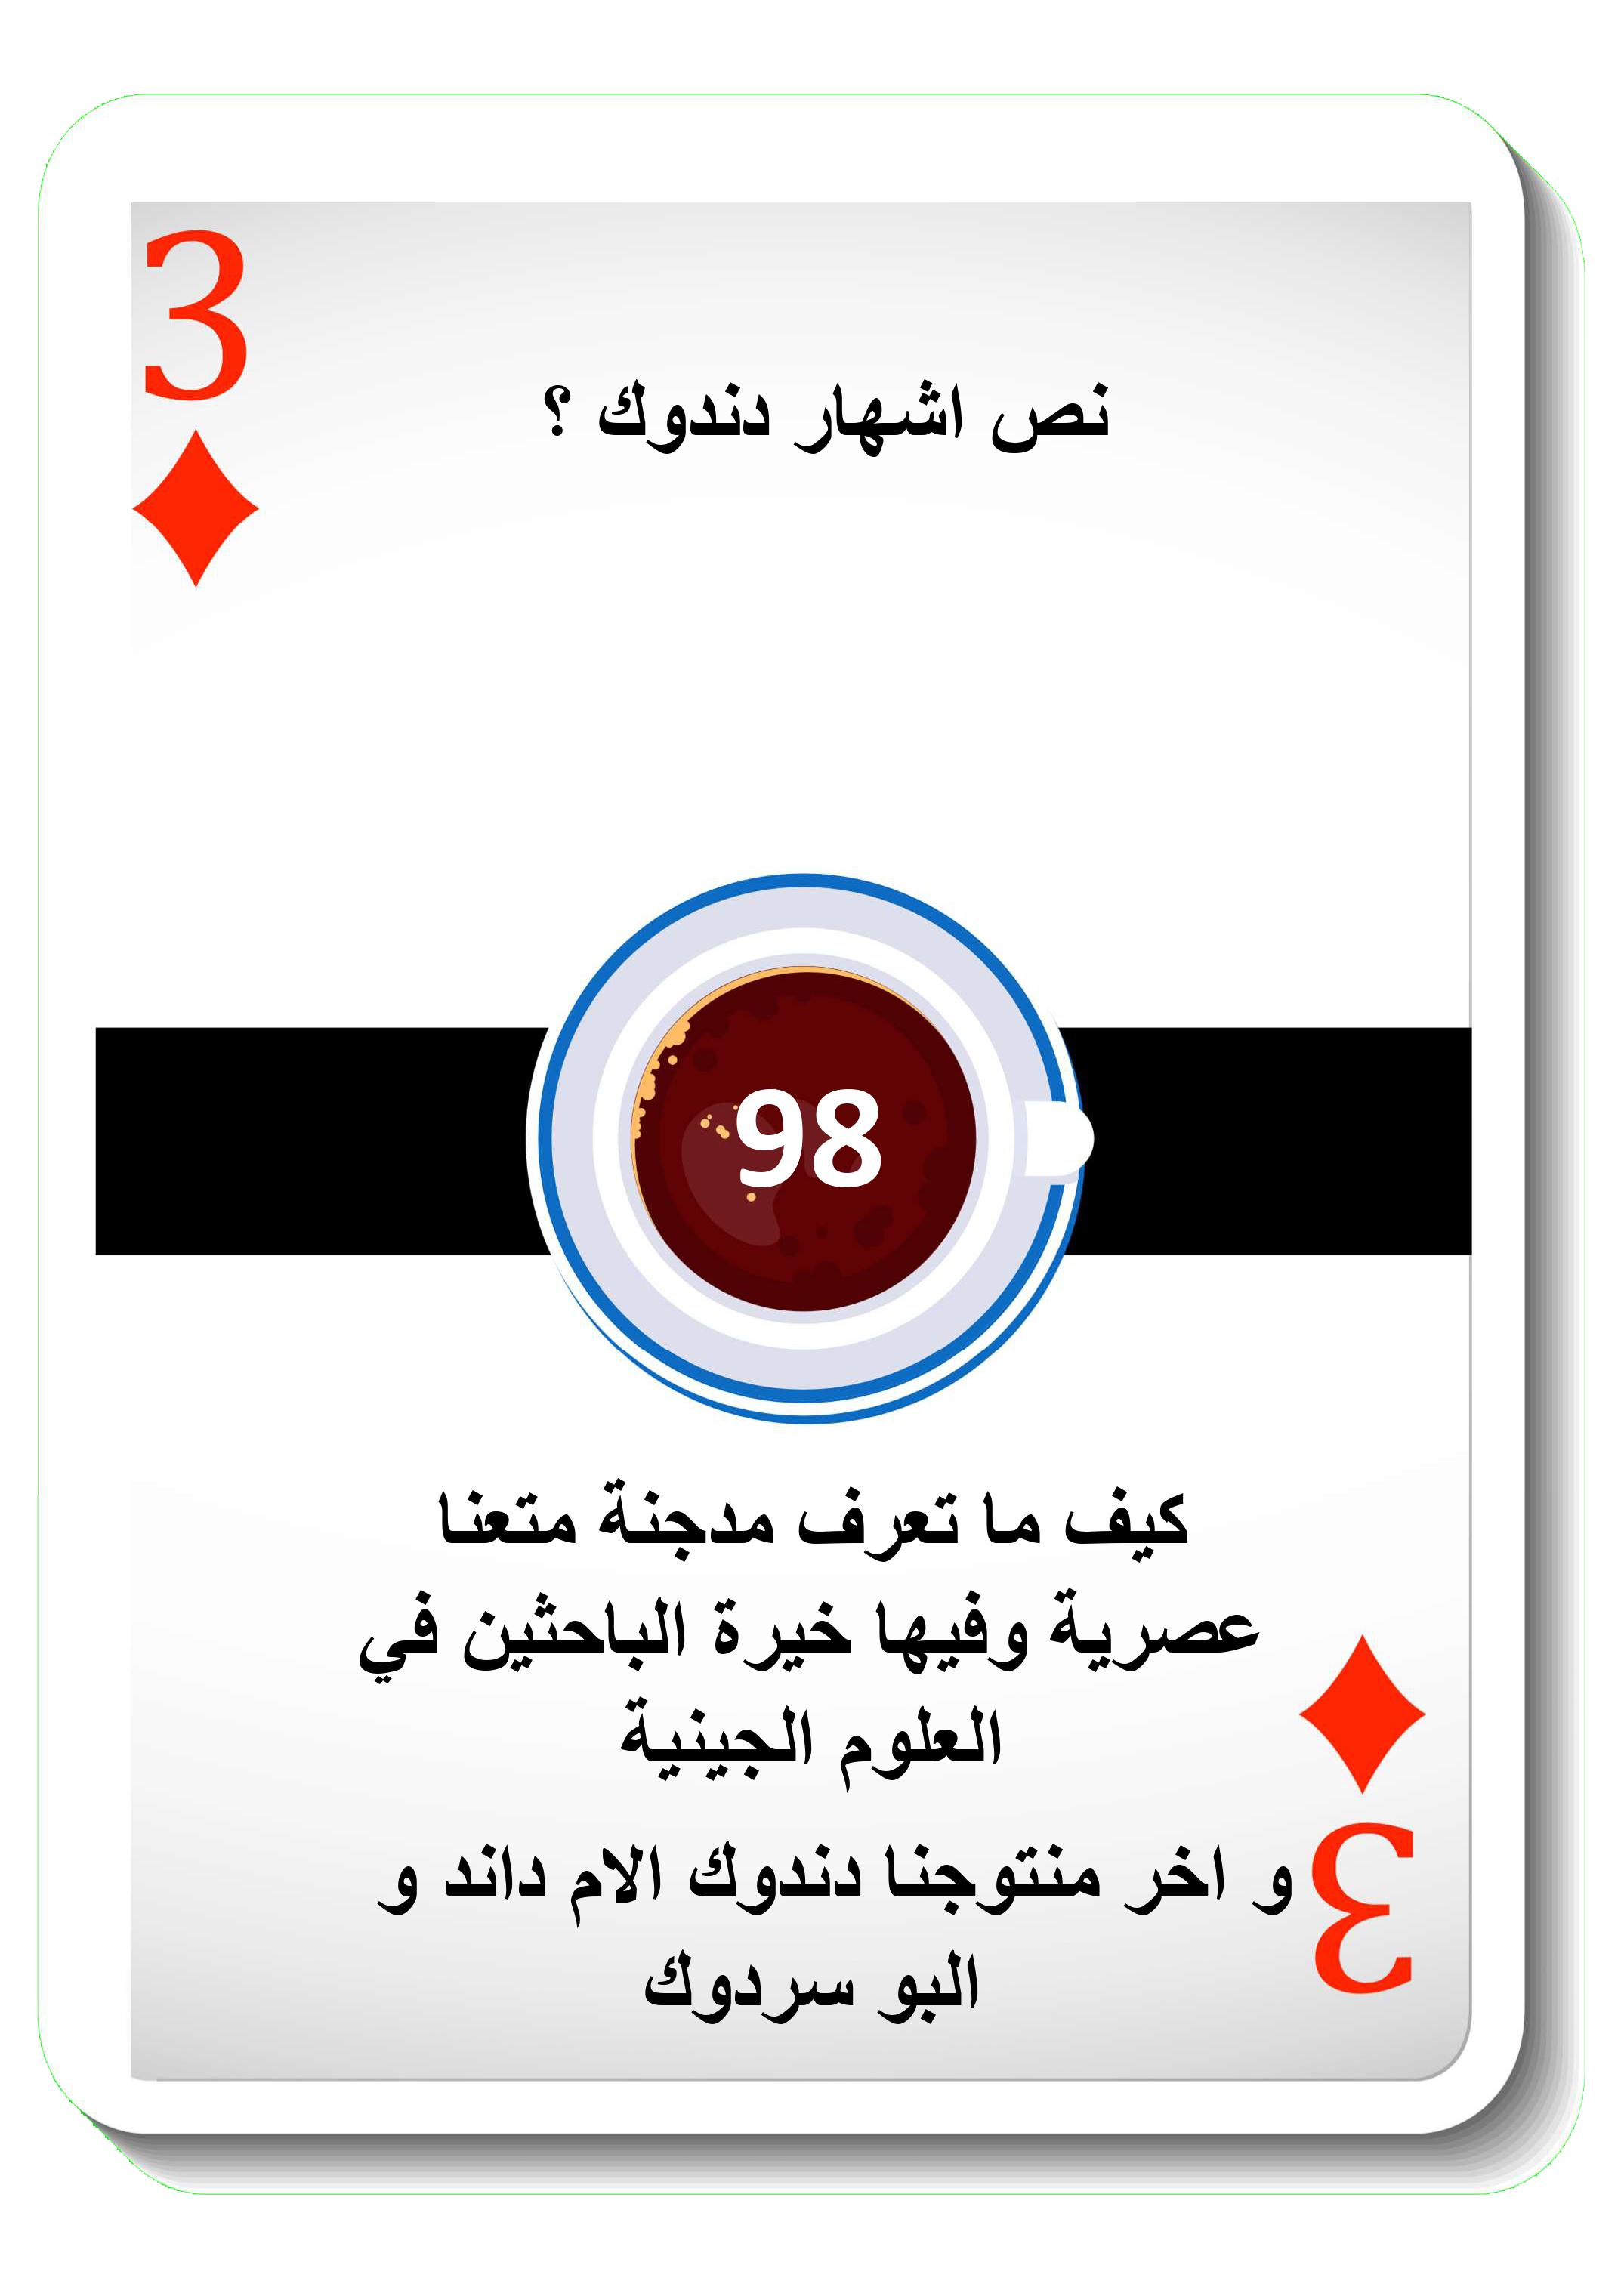 3
نص اشهار دندوك ؟
98
كيف ما تعرف مدجنة متعنا
عصرية وفيها خيرة الباحثين في
العلوم الجينية
و اخر منتوجنا دندوك الام داند و
البو سردوك
3